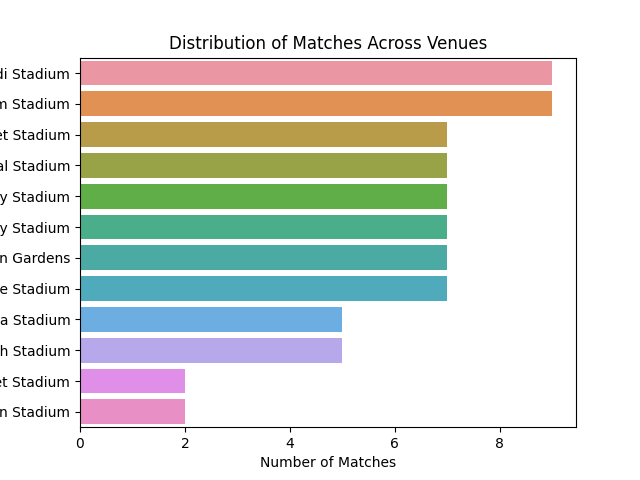 Distribution of Matches Across Venues
di Stadium
m Stadium
et Stadium
al Stadium
y Stadium
y Stadium
n Gardens
e Stadium
a Stadium
h Stadium
et Stadium
n Stadium
0 2 4 6 8
Number of Matches